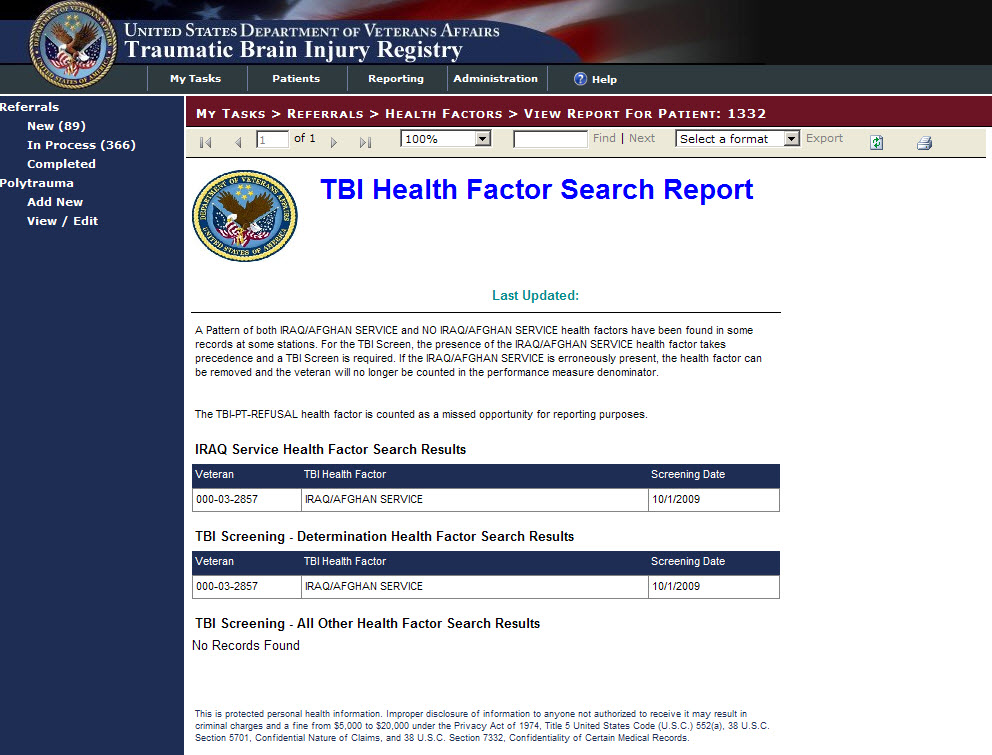 UNITED STATES DEPARTMENT OF VETERANS AFFAIRS
Traumatic Brain Injury Registry
My Tasks Patients Reporting Administration Help
Referrals
New (89)
In Process (366)
Completed
Polytrauma
Add New
View / Edit
MY TASKS > REFERRALS > HEALTH FACTORS > VIEW REPORT FOR PATIENT: 1332
1 of 1 100% Find | Next Select a format Export
DEPARTMENT OF VETERANS AFFAIRS
UNITED STATES OF AMERICA
TBI Health Factor Search Report
Last Updated:
A Pattern of both IRAQ/AFGHAN SERVICE and NO IRAQ/AFGHAN SERVICE health factors have been found in some
records at some stations. For the TBI Screen, the presence of the IRAQ/AFGHAN SERVICE health factor takes
precedence and a TBI Screen is required. If the IRAQ/AFGHAN SERVICE is erroneously present, the health factor can
be removed and the veteran will no longer be counted in the performance measure denominator.
The TBI-PT-REFUSAL health factor is counted as a missed opportunity for reporting purposes.
IRAQ Service Health Factor Search Results
Veteran TBI Health Factor Screening Date
000-03-2857 IRAQ/AFGHAN SERVICE 10/1/2009
TBI Screening - Determination Health Factor Search Results
Veteran TBI Health Factor Screening Date
000-03-2857 IRAQ/AFGHAN SERVICE 10/1/2009
TBI Screening - All Other Health Factor Search Results
No Records Found
This is protected personal health information. Improper disclosure of information to anyone not authorized to receive it may result in
criminal charges and a fine from $5,000 to $20,000 under the Privacy Act of 1974, Title 5 United States Code (U.S.C.) 552(a), 38 U.S.C.
Section 5701, Confidential Nature of Claims, and 38 U.S.C. Section 7332, Confidentiality of Certain Medical Records.